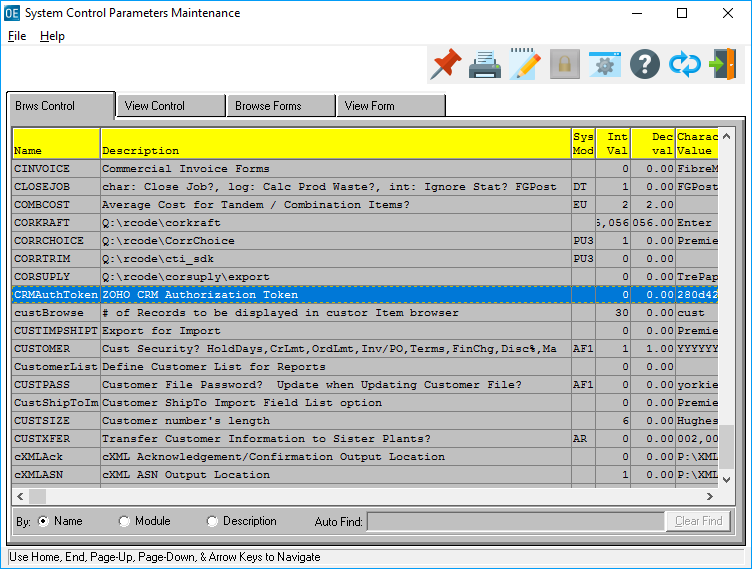 OE System Control Parameters Maintenance
File Help
Brws Control View Control Browse Forms View Form
Sys Int Dec Charac
Name Description Mod Val val Value
CINVOICE Commercial Invoice Forms 0 0.00 FibreM
CLOSEJOB char: Close Job?, log: Calc Prod Waste?, int: Ignore Stat? FGPost DT 1 0.00 FGPost
COMBCOST Average Cost for Tandem / Combination Items? EU 2 2.00
CORKRAFT Q:\rcode\corkraft 5,056 056.00 Enter
CORRCHOICE Q:\rcode\CorrChoice PU3 1 0.00 Premie
CORRTRIM Q:\rcode\cti_sdk PU3 0 0.00
CORSUPLY Q:\rcode\corsuply\export 0 0.00 TrePap
CRMAuthToken ZOHO CRM Authorization Token 0 0.00 280d42
custBrowse # of Records to be displayed in custor Item browser 30 0.00 cust
CUSTIMPSHIPT Export for Import 0 0.00 Premie
CUSTOMER Cust Security? HoldDays,CrLmt,OrdLmt,Inv/PO,Terms,FinChg,Disc%,Ma AF1 1 1.00 YYYYYY
CustomerList Define Customer List for Reports 0 0.00
CUSTPASS Customer File Password? Update when Updating Customer File? AF1 0 0.00 yorkie
CustShipToIm Customer ShipTo Import Field List option 0 0.00 Premie
CUSTSIZE Customer number's length 6 0.00 Hughes
CUSTXFER Transfer Customer Information to Sister Plants? AR 0 0.00 002,00
cXMLAck cXML Acknowledgement/Confirmation Output Location 0 0.00 P:\XML
cXMLASN cXML ASN Output Location 1 0.00 P:\XML
By: Name Module Description Auto Find: Clear Find
Use Home, End, Page-Up, Page-Down, & Arrow Keys to Navigate